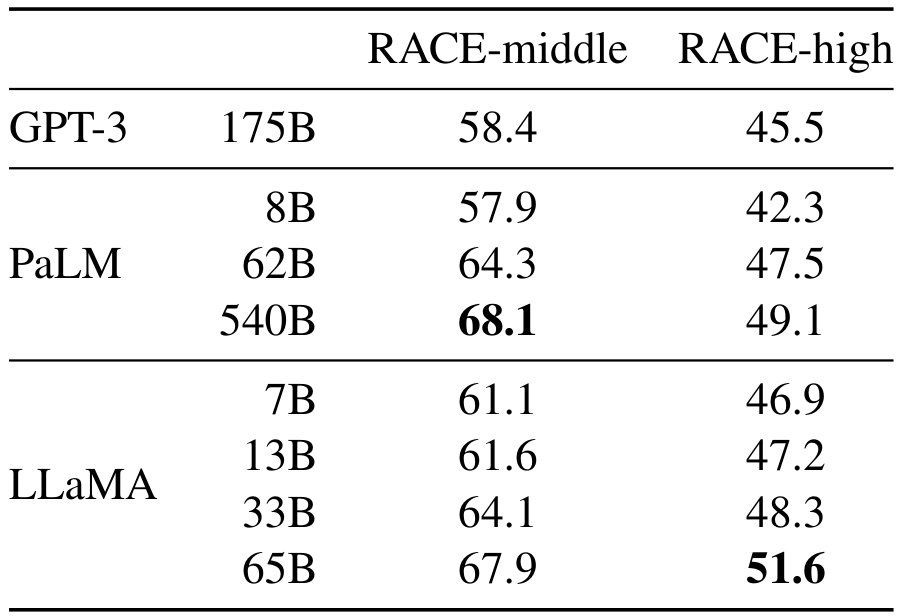 RACE-middle RACE-high
GPT-3 175B 58.4 45.5
8B 57.9 42.3
PaLM 62B 64.3 47.5
540B 68.1 49.1
7B 61.1 46.9
13B 61.6 47.2
LLaMA
33B 64.1 48.3
65B 67.9 51.6